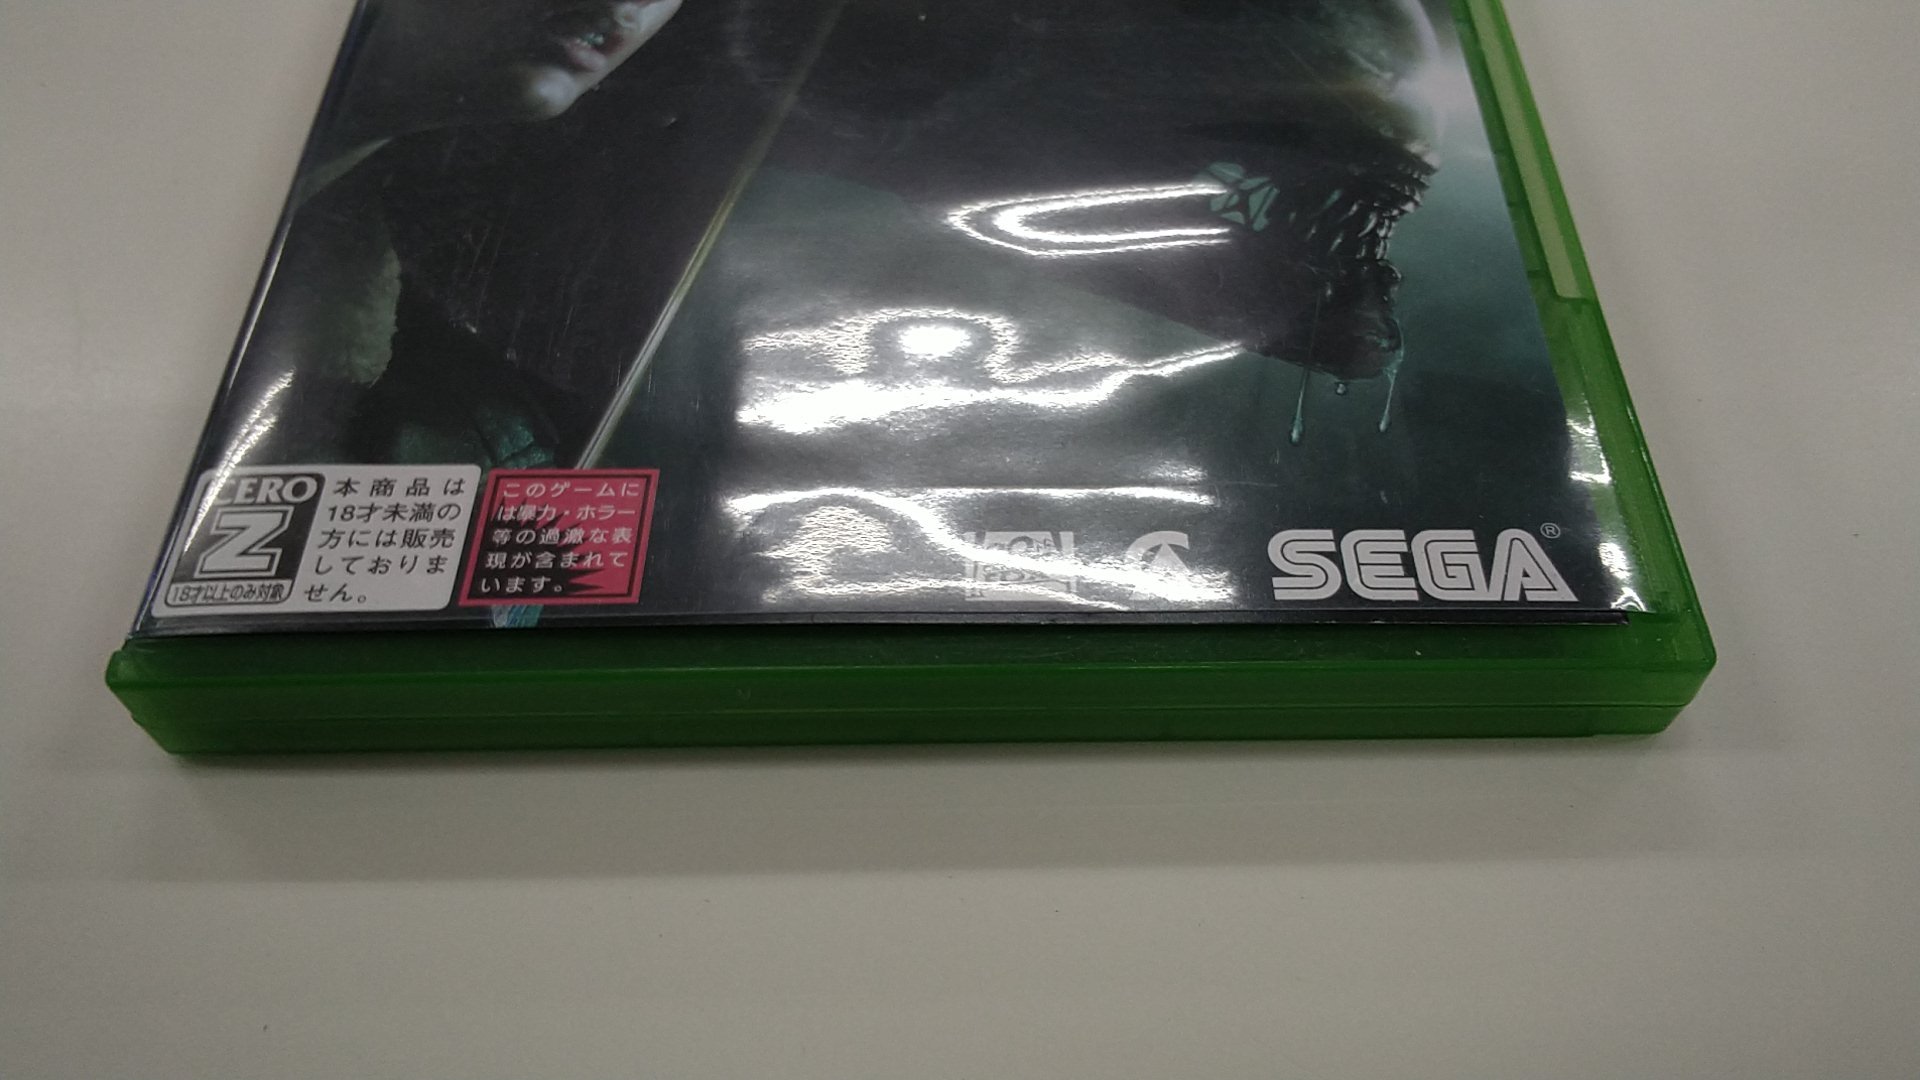 CERO
Z
18才以上のみ対象
本商品は
18才未満の
方には販売
しておりま
せん。
このゲームに
は暴力・ホラー
等の過激な表
現が含まれて
います。
SEGA®